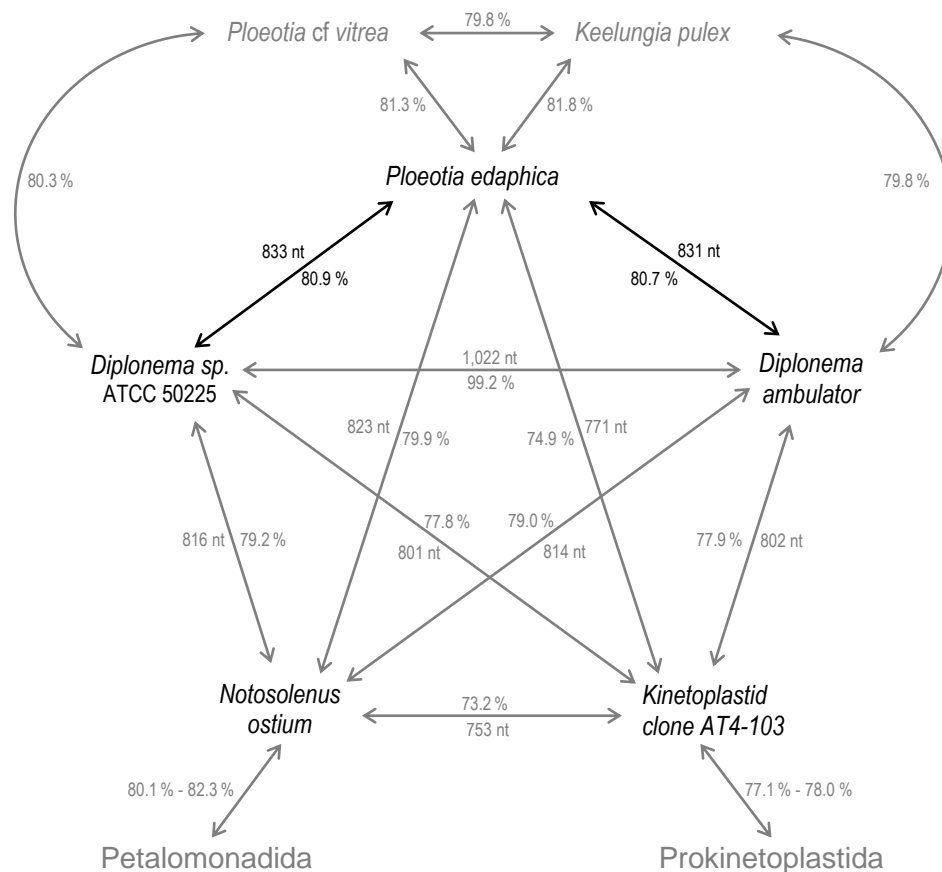 79.8 %
Ploeotia cf vitrea
Keelungia pulex
81.3 %
81.8 %
80.3 %
Ploeotia edaphica
79.8 %
833 nt
80.9 %
831 nt
80.7 %
Diplonema sp.
ATCC 50225
1,022 nt
99.2 %
Diplonema
ambulator
823 nt
79.9 %
74.9 %
771 nt
816 nt
79.2 %
77.8 %
801 nt
79.0 %
814 nt
77.9 %
802 nt
Notosolenus
ostium
73.2 %
753 nt
Kinetoplastid
clone AT4-103
80.1 % - 82.3 %
77.1 % - 78.0 %
Petalomonadida
Prokinetoplastida